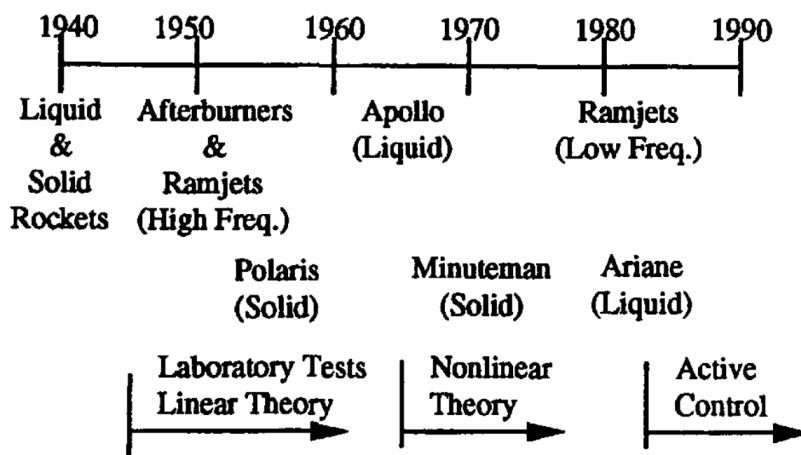 1940 1950 1960 1970 1980 1990
Liquid
&
Solid
Rockets
Afterburners
&
Ramjets
(High Freq.)
Apollo
(Liquid)
Ramjets
(Low Freq.)
Polaris
(Solid)
Minuteman
(Solid)
Ariane
(Liquid)
Laboratory Tests
Linear Theory
Nonlinear
Theory
Active
Control